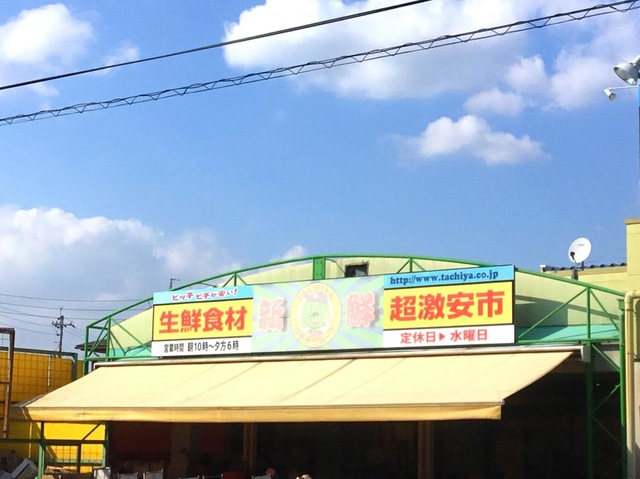 ピッチピチが安い!
生鮮食材
営業時間 朝10時~夕方6時
新鮮
http://www.tachiya.co.jp
超激安市
定休日▶水曜日